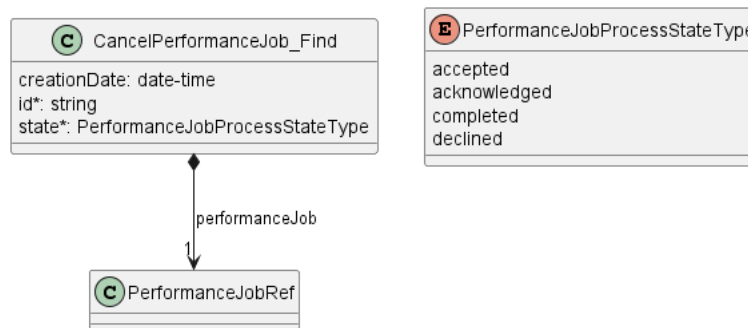 C CancelPerformanceJob_Find
creationDate: date-time
id*: string
state*: PerformanceJobProcessStateType
E PerformanceJobProcessStateType
accepted
acknowledged
completed
declined
performanceJob
1
C PerformanceJobRef